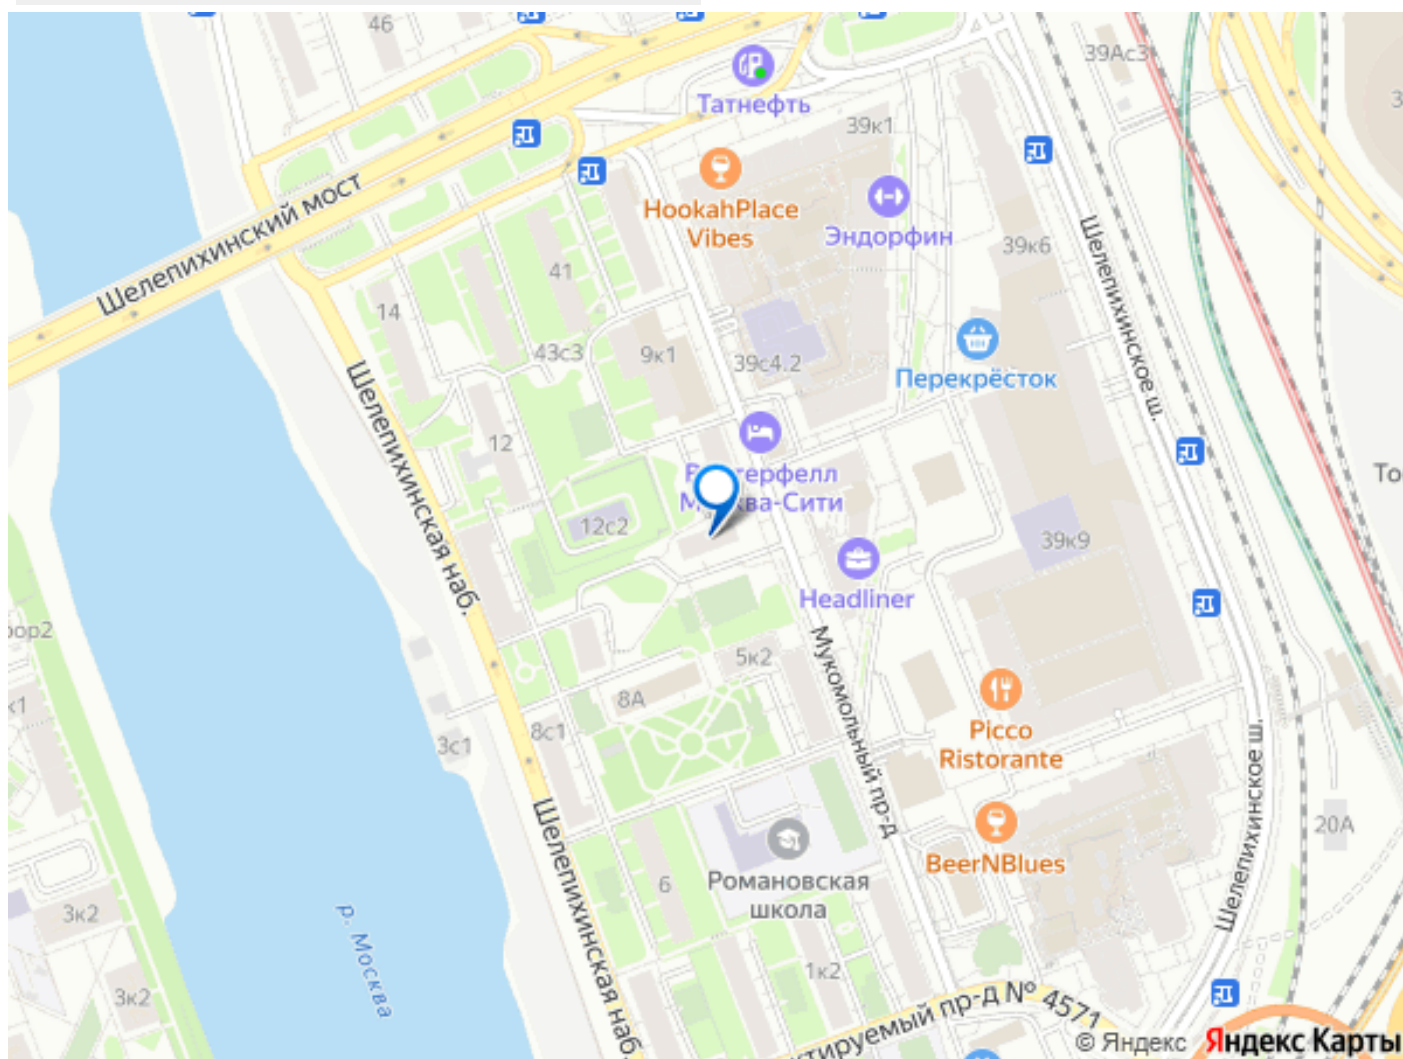 46
39Ас3
Татнефть
39к1
HookahPlace
Vibes
Эндорфин
Шелепихинский мост
39к6
Шелепихинское ш.
41
14
43с3
9к1
39с4.2
Перекрёсток
Шелепихинская наб.
12
Москва-Сити
12с2
39к9
Headliner
5к2
Мукомольный пр-д
8А
8с1
3с1
Picco
Ristorante
Шелепихинское ш.
20А
BeerNBlues
Шелепихинская наб.
6
Романовская
школа
3к2
р. Москва
1к2
3к2
пр-д № 4571
© Яндекс
Яндекс Карты